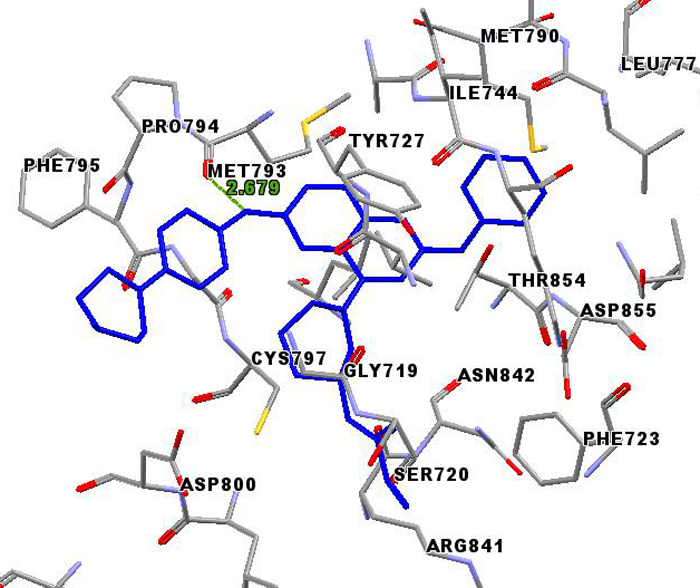 MET790
LEU777
ILE744
PRO794
TYR727
PHE795
MET793
2.679
THR854
ASP855
CYS797
GLY719
ASN842
PHE723
SER720
ASP800
ARG841